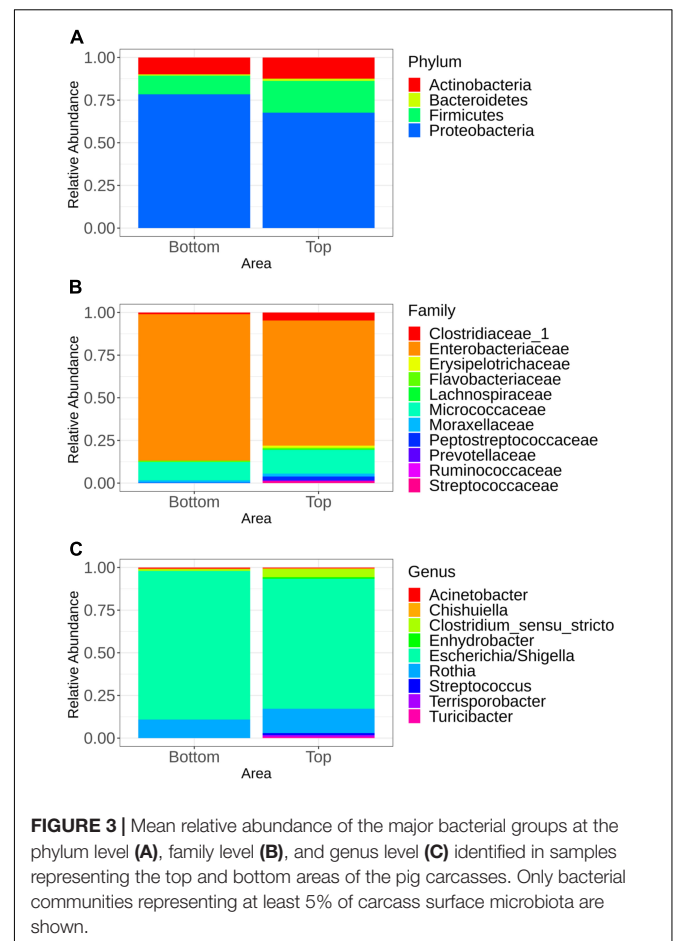 A
1.00
0.75
0.50
0.25
0.00
Relative Abundance
Bottom
Top
Area
Phylum
Actinobacteria
Bacteroidetes
Firmicutes
Proteobacteria
B
1.00
0.75
0.50
0.25
0.00
Relative Abundance
Bottom
Top
Area
Family
Clostridiaceae_1
Enterobacteriaceae
Erysipelotrichaceae
Flavobacteriaceae
Lachnospiraceae
Micrococcaceae
Moraxellaceae
Peptostreptococcaceae
Prevotellaceae
Ruminococcaceae
Streptococcaceae
C
1.00
0.75
0.50
0.25
0.00
Relative Abundance
Bottom
Top
Area
Genus
Acinetobacter
Chishuiella
Clostridium_sensu_stricto
Enhydrobacter
Escherichia/Shigella
Rothia
Streptococcus
Terrisporobacter
Turicibacter
FIGURE 3 | Mean relative abundance of the major bacterial groups at the
phylum level (A), family level (B), and genus level (C) identified in samples
representing the top and bottom areas of the pig carcasses. Only bacterial
communities representing at least 5% of carcass surface microbiota are
shown.